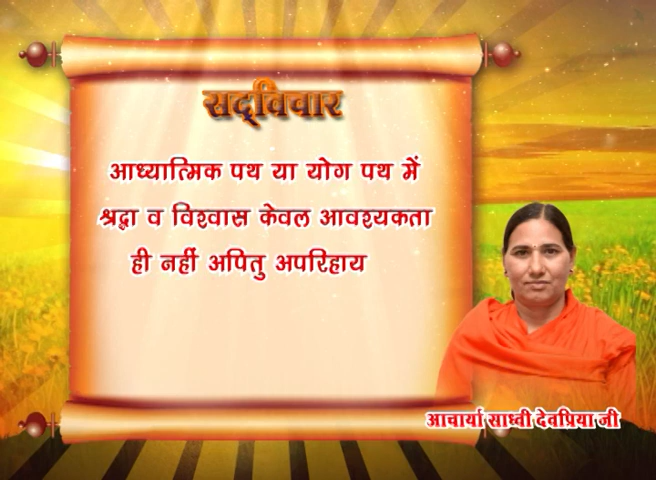 सद्विचार
आध्यात्मिक पथ या योग पथ में
श्रद्धा व विश्वास केवल आवश्यकता
ही नहीं अपितु अपरिहाय
आचार्या साध्वी देवप्रिया जी